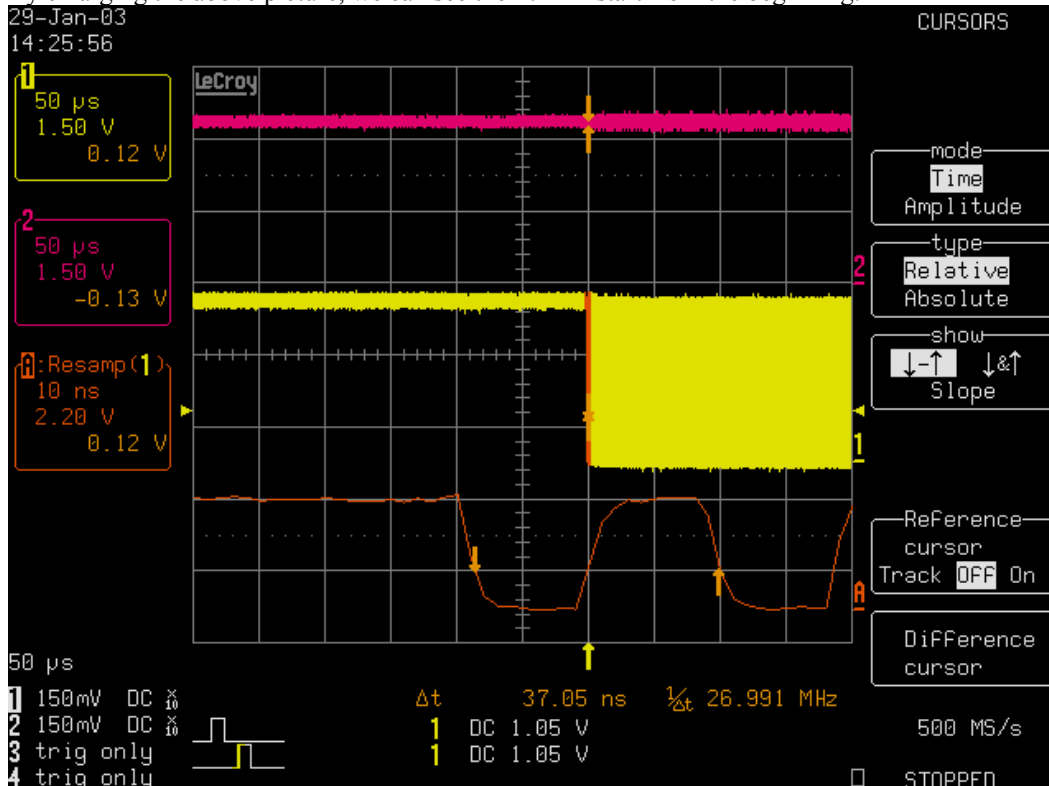 29-Jan-03
14:25:56
CURSORS
LeCroy
1
50 µs
1.50 V
0.12 V
mode
Time
Amplitude
2
50 µs
1.50 V
-0.13 V
2
type
Relative
Absolute
show
↓-↑ ↓&↑
Slope
A:Resamp(1)
10 ns
2.20 V
0.12 V
1
Reference
cursor
Track OFF On
A
Difference
cursor
50 µs
1 150mV DC X10
2 150mV DC X10
3 trig only
4 trig only
Δt 37.05 ns 1/Δt 26.991 MHz
1 DC 1.05 V
1 DC 1.05 V
500 MS/s
STOPPED